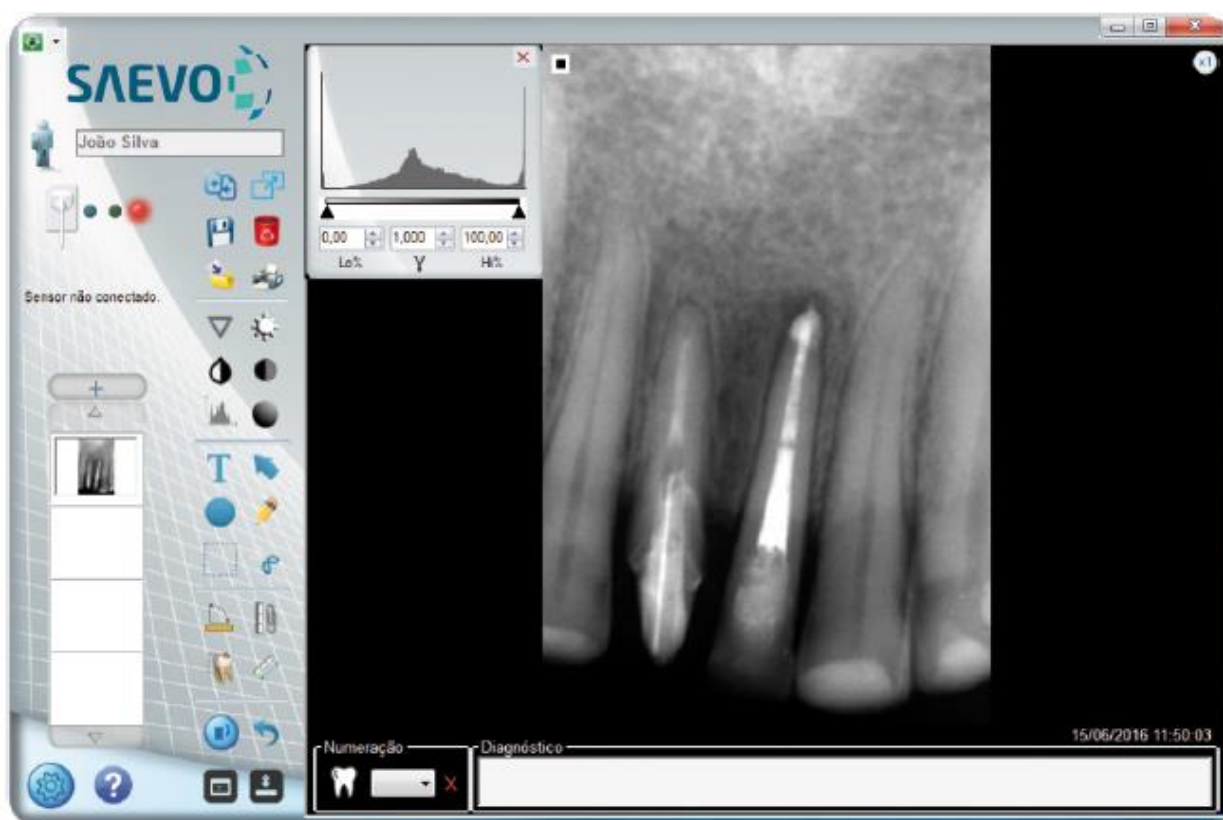 SAEVO
João Silva
Sensor não conectado.
0,00 1,000 100,00
Lo% γ Hi%
x1
T
15/06/2016 11:50:03
Numeração
Diagnóstico
X